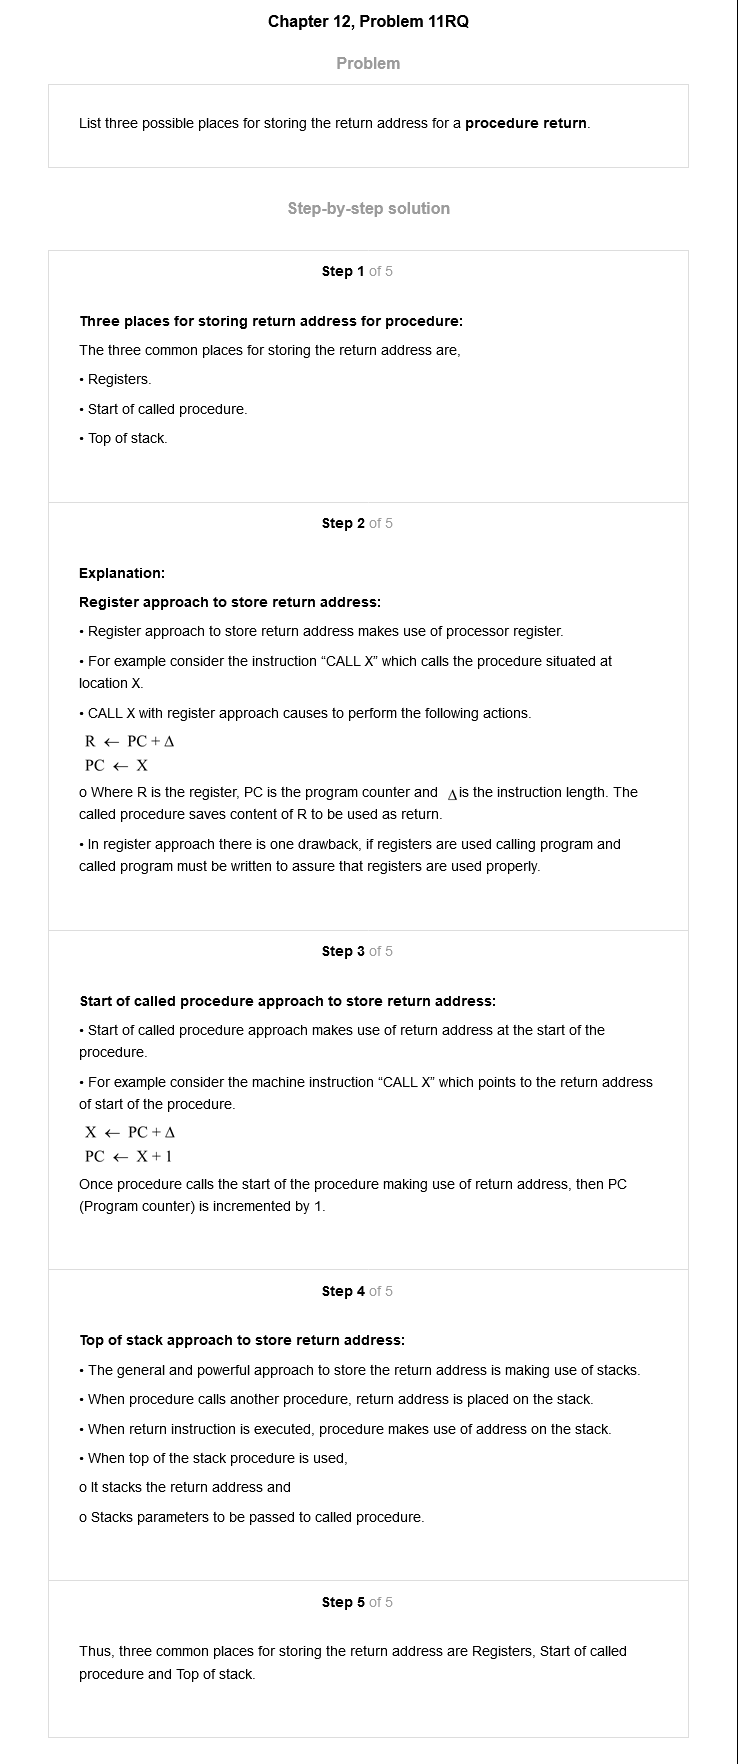 Chapter 12, Problem 11RQ
Problem
List three possible places for storing the return address for a procedure return.
Step-by-step solution
Step 1 of 5
Three places for storing return address for procedure:
The three common places for storing the return address are,
• Registers.
• Start of called procedure.
• Top of stack.
Step 2 of 5
Explanation:
Register approach to store return address:
• Register approach to store return address makes use of processor register.
• For example consider the instruction “CALL X” which calls the procedure situated at
location X.
• CALL X with register approach causes to perform the following actions.
R ← PC + Δ
PC ← X
o Where R is the register, PC is the program counter and Δ is the instruction length. The
called procedure saves content of R to be used as return.
• In register approach there is one drawback, if registers are used calling program and
called program must be written to assure that registers are used properly.
Step 3 of 5
Start of called procedure approach to store return address:
• Start of called procedure approach makes use of return address at the start of the
procedure.
• For example consider the machine instruction “CALL X” which points to the return address
of start of the procedure.
X ← PC + Δ
PC ← X + 1
Once procedure calls the start of the procedure making use of return address, then PC
(Program counter) is incremented by 1.
Step 4 of 5
Top of stack approach to store return address:
• The general and powerful approach to store the return address is making use of stacks.
• When procedure calls another procedure, return address is placed on the stack.
• When return instruction is executed, procedure makes use of address on the stack.
• When top of the stack procedure is used,
o It stacks the return address and
o Stacks parameters to be passed to called procedure.
Step 5 of 5
Thus, three common places for storing the return address are Registers, Start of called
procedure and Top of stack.